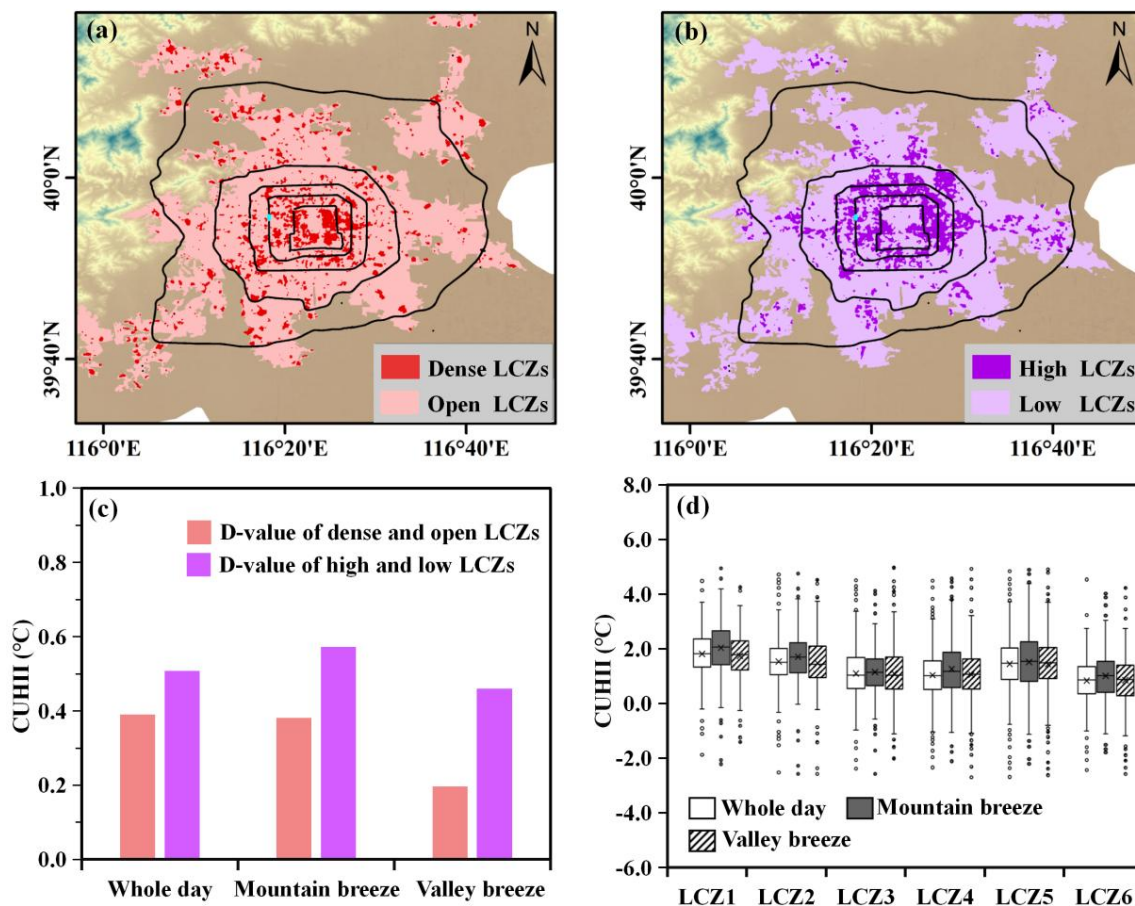 (a)
N
40°0'N
39°40'N
Dense LCZs
Open LCZs
116°0'E
116°20'E
116°40'E
(b)
N
40°0'N
39°40'N
High LCZs
Low LCZs
116°0'E
116°20'E
116°40'E
(c)
D-value of dense and open LCZs
D-value of high and low LCZs
CUHII (°C)
1.0
0.8
0.6
0.4
0.2
0.0
Whole day
Mountain breeze
Valley breeze
(d)
CUHII (°C)
8.0
6.0
4.0
2.0
0.0
-2.0
-4.0
-6.0
Whole day
Mountain breeze
Valley breeze
LCZ1
LCZ2
LCZ3
LCZ4
LCZ5
LCZ6